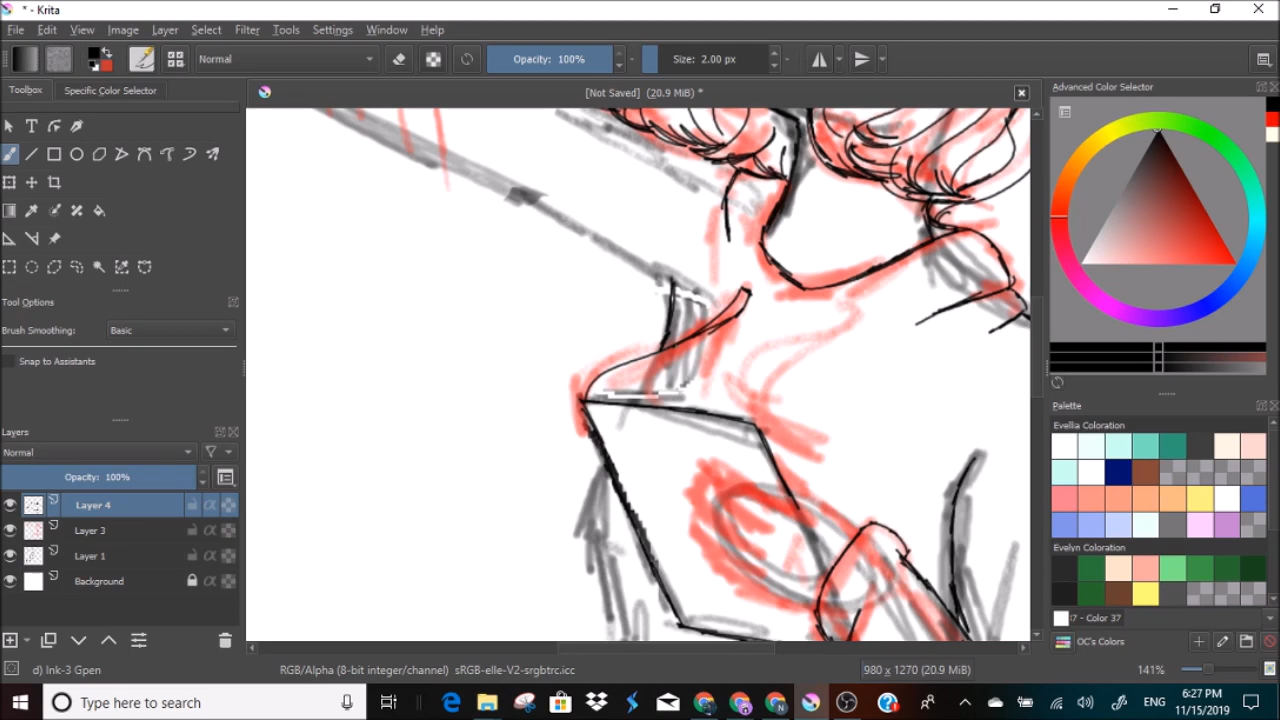 * - Krita
File Edit View Image Layer Select Filter Tools Settings Window Help
Normal Opacity: 100% Size: 2.00 px
Toolbox Specific Color Selector
[Not Saved] (20.9 MiB) *
Advanced Color Selector
Tool Options
Brush Smoothing: Basic
Snap to Assistants
Palette
Evellia Coloration
Layers
Normal
Opacity: 100%
Layer 4
Layer 3
Layer 1
Background
Evelyn Coloration
I7 - Color 37
OC's Colors
d) Ink-3 Gpen RGB/Alpha (8-bit integer/channel) sRGB-elle-V2-srgbtrc.icc 980 x 1270 (20.9 MiB) 141%
Type here to search
ENG
6:27 PM
11/15/2019